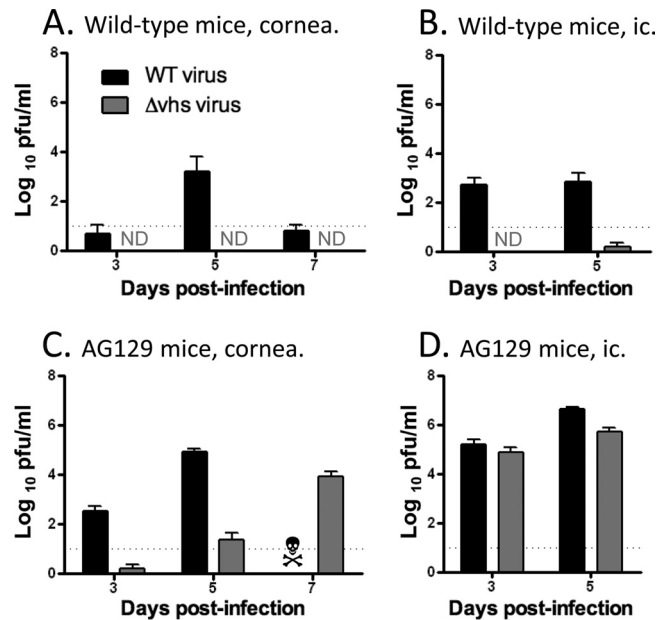 A. Wild-type mice, cornea.
8
6
4
2
0
Log 10 pfu/ml
WT virus
Δvhs virus
ND
ND
ND
3
5
7
Days post-infection
B. Wild-type mice, ic.
8
6
4
2
0
Log 10 pfu/ml
ND
3
5
Days post-infection
C. AG129 mice, cornea.
8
6
4
2
0
Log 10 pfu/ml
3
5
7
Days post-infection
D. AG129 mice, ic.
8
6
4
2
0
Log 10 pfu/ml
3
5
Days post-infection